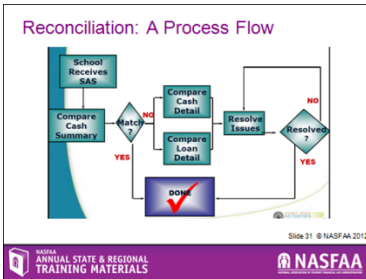 Reconciliation: A Process Flow
School
Receives
SAS
Compare
Cash
Summary
Match
?
NO
YES
Compare
Cash
Detail
Compare
Loan
Detail
Resolve
Issues
NO
Resolved
?
YES
DONE
Slide 31 © NASFAA 2012
NASFAA
ANNUAL STATE & REGIONAL
TRAINING MATERIALS
NASFAA